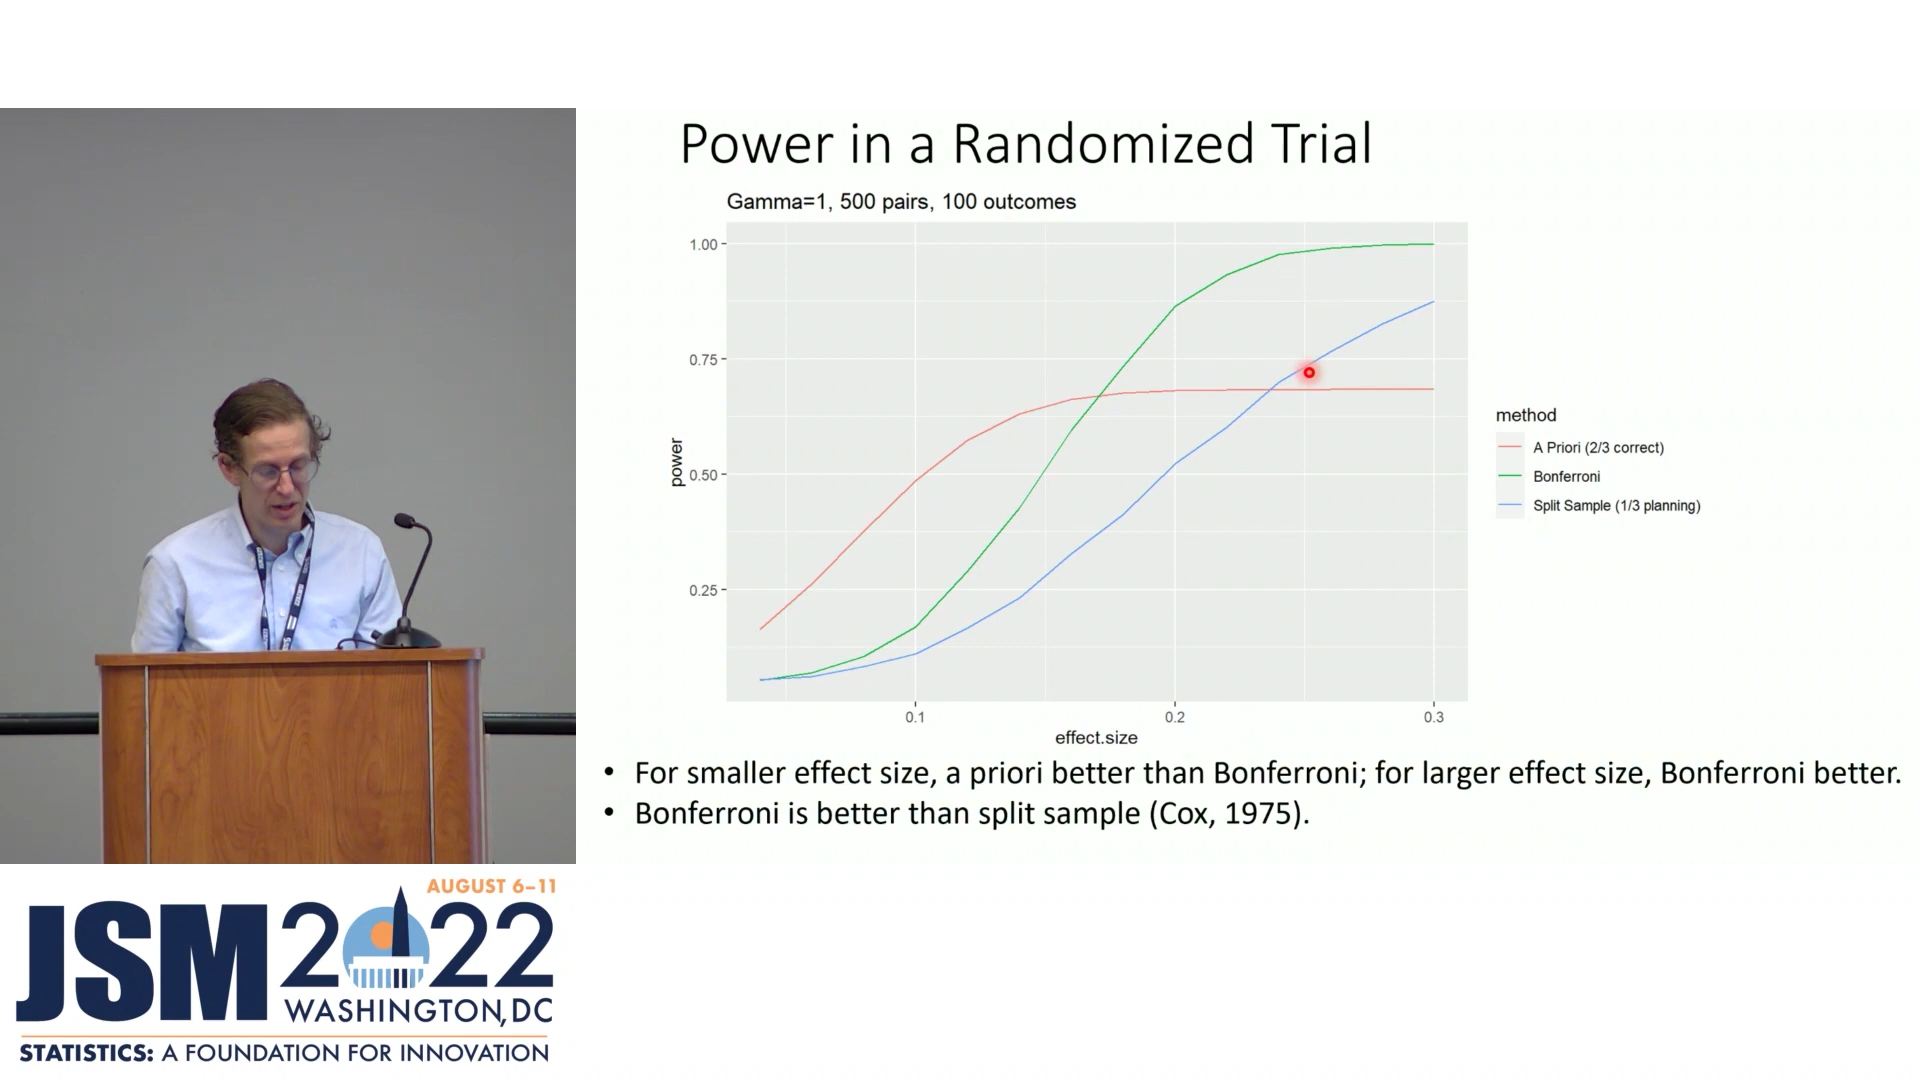 Power in a Randomized Trial
Gamma=1, 500 pairs, 100 outcomes
1.00
0.75
0.50
0.25
power
0.1
0.2
0.3
effect.size
method
A Priori (2/3 correct)
Bonferroni
Split Sample (1/3 planning)
• For smaller effect size, a priori better than Bonferroni; for larger effect size, Bonferroni better.
• Bonferroni is better than split sample (Cox, 1975).
AUGUST 6–11
JSM 2022
WASHINGTON, DC
STATISTICS: A FOUNDATION FOR INNOVATION